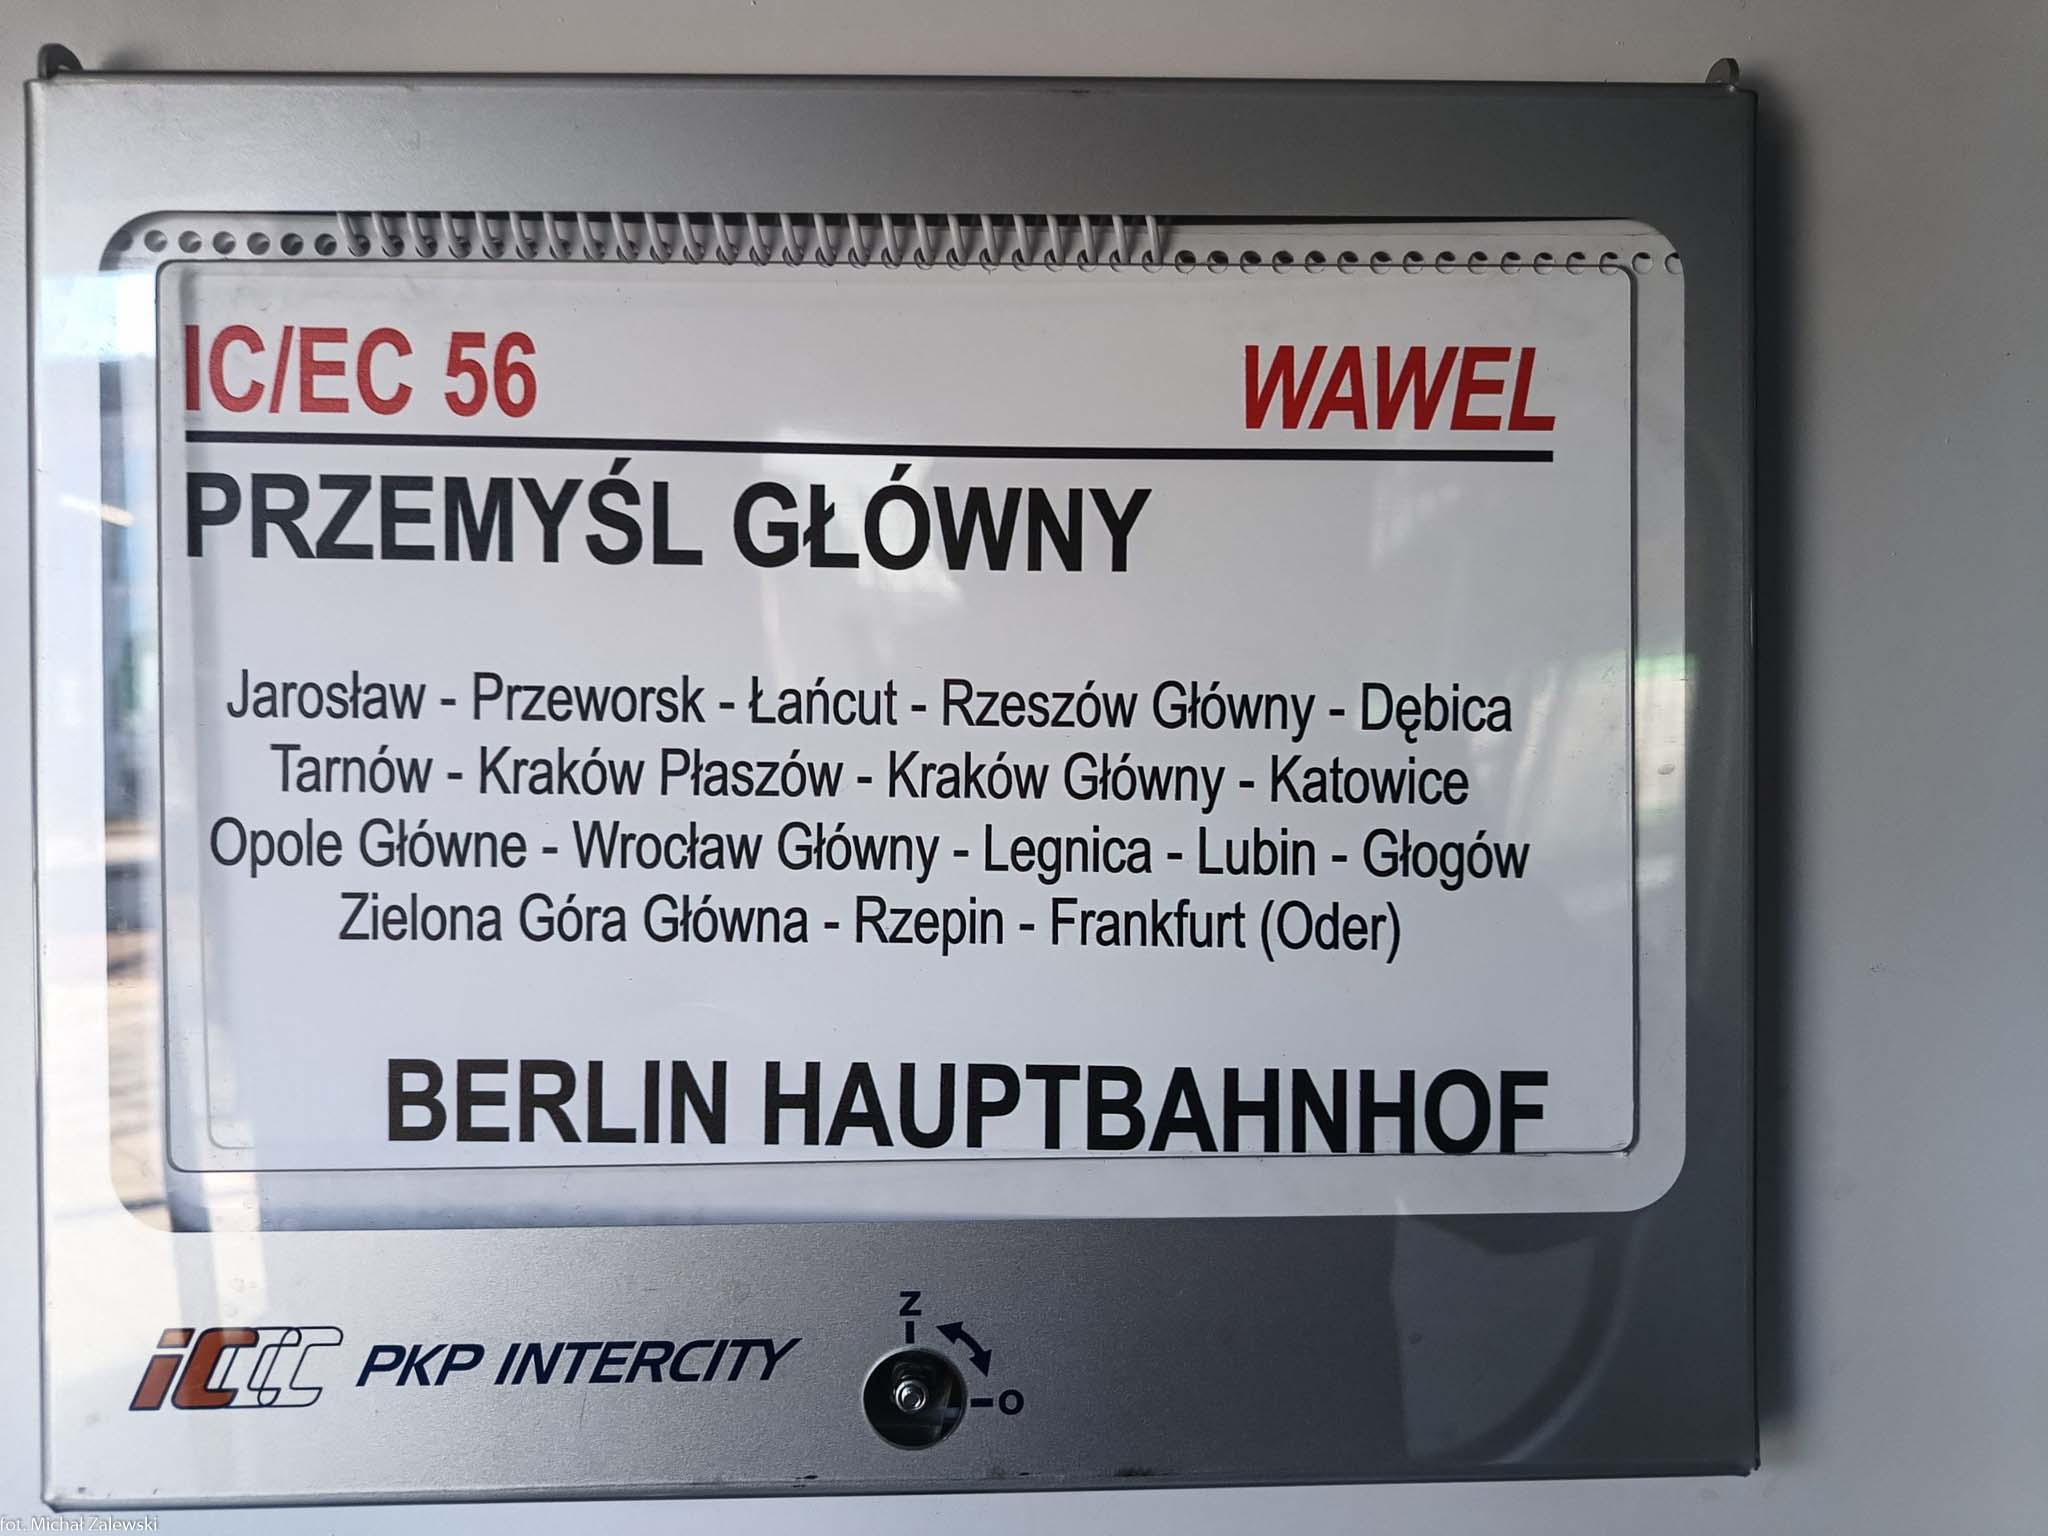 IC/EC 56 WAWEL
PRZEMYŚL GŁÓWNY
Jarosław - Przeworsk - Łańcut - Rzeszów Główny - Dębica
Tarnów - Kraków Płaszów - Kraków Główny - Katowice
Opole Główne - Wrocław Główny - Legnica - Lubin - Głogów
Zielona Góra Główna - Rzepin - Frankfurt (Oder)
BERLIN HAUPTBAHNHOF
Z
iC PKP INTERCITY
O
fot. Michał Zalewski